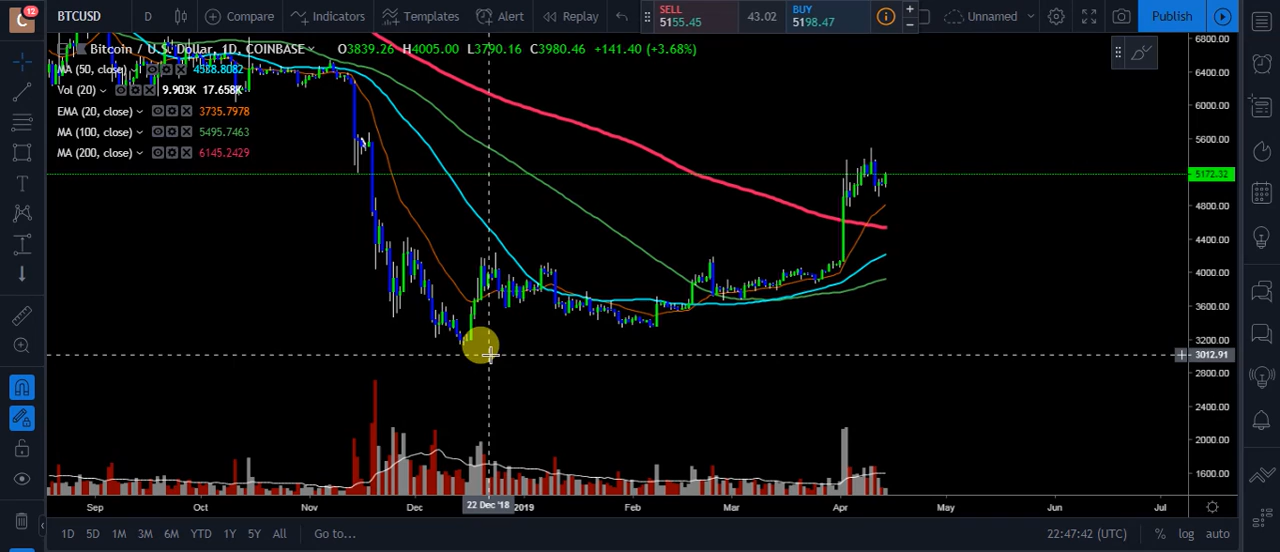 C 12
BTCUSD D Compare Indicators Templates Alert Replay SELL 5155.45 43.02 BUY 5198.47 Unnamed Publish
Bitcoin / U.S. Dollar, 1D, COINBASE O3839.26 H4005.00 L3790.16 C3980.46 +141.40 (+3.68%)
MA (50, close) 4588.8082
Vol (20) 9.903K 17.658K
EMA (20, close) 3735.7978
MA (100, close) 5495.7463
MA (200, close) 6145.2429
6800.00
6400.00
6000.00
5600.00
5172.32
4800.00
4400.00
4000.00
3600.00
3200.00
3012.91
2800.00
2400.00
2000.00
1600.00
Sep Oct Nov Dec 22 Dec '18 2019 Feb Mar Apr May Jun Jul
1D 5D 1M 3M 6M YTD 1Y 5Y All Go to... 22:47:42 (UTC) % log auto